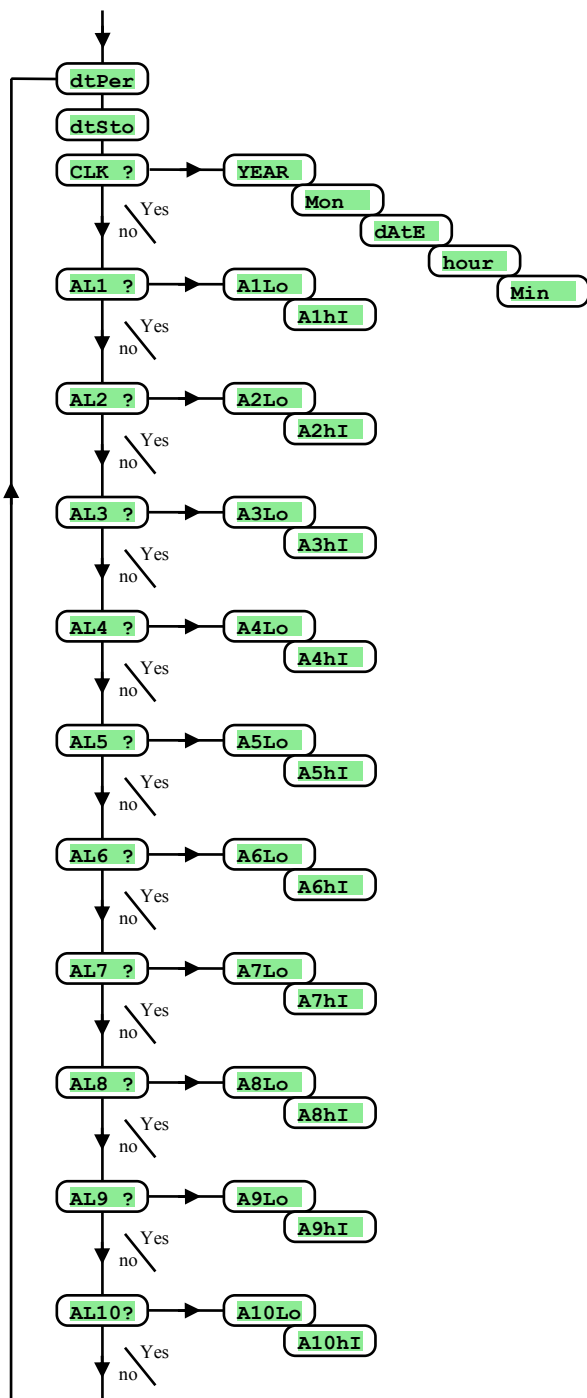 dtPer
dtSto
CLK ? YEAR
Mon
Yes
dAtE
no
hour
Min
AL1 ? A1Lo
A1hI
Yes
no
AL2 ? A2Lo
A2hI
Yes
no
AL3 ? A3Lo
A3hI
Yes
no
AL4 ? A4Lo
A4hI
Yes
no
AL5 ? A5Lo
A5hI
Yes
no
AL6 ? A6Lo
A6hI
Yes
no
AL7 ? A7Lo
A7hI
Yes
no
AL8 ? A8Lo
A8hI
Yes
no
AL9 ? A9Lo
A9hI
Yes
no
AL10? A10Lo
A10hI
Yes
no